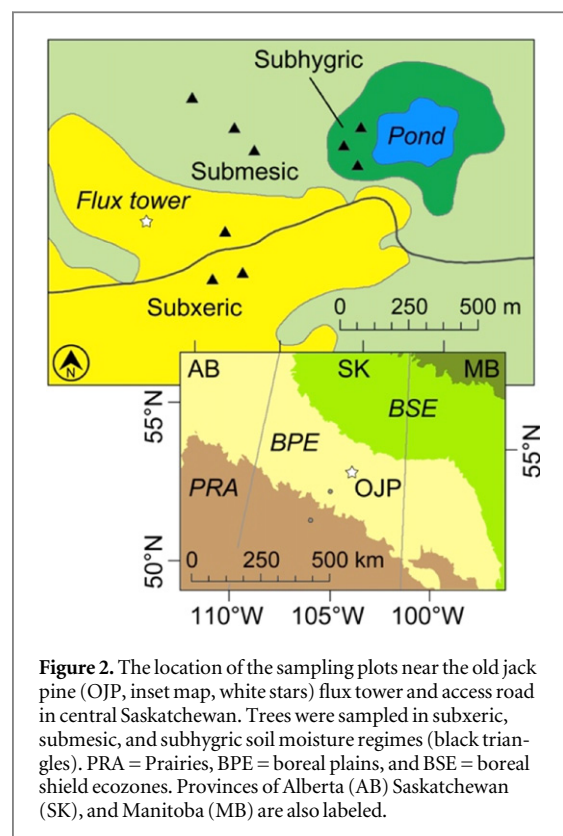 Subhygric
Pond
Submesic
Flux tower
Subxeric
0 250 500 m
N
AB SK MB
BSE
BPE
PRA
OJP
55°N
55°N
50°N
0 250 500 km
110°W 105°W 100°W
Figure 2. The location of the sampling plots near the old jack
pine (OJP, inset map, white stars) flux tower and access road
in central Saskatchewan. Trees were sampled in subxeric,
submesic, and subhygric soil moisture regimes (black trian-
gles). PRA = Prairies, BPE = boreal plains, and BSE = boreal
shield ecozones. Provinces of Alberta (AB) Saskatchewan
(SK), and Manitoba (MB) are also labeled.